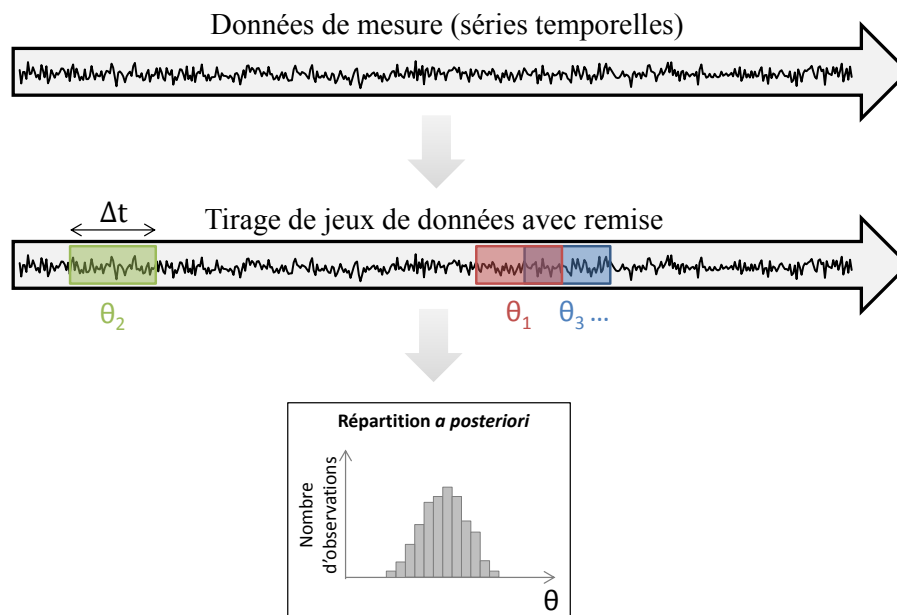 Données de mesure (séries temporelles)
Δt
Tirage de jeux de données avec remise
θ₂
θ₁
θ₃ ...
Répartition a posteriori
Nombre
d'observations
θ